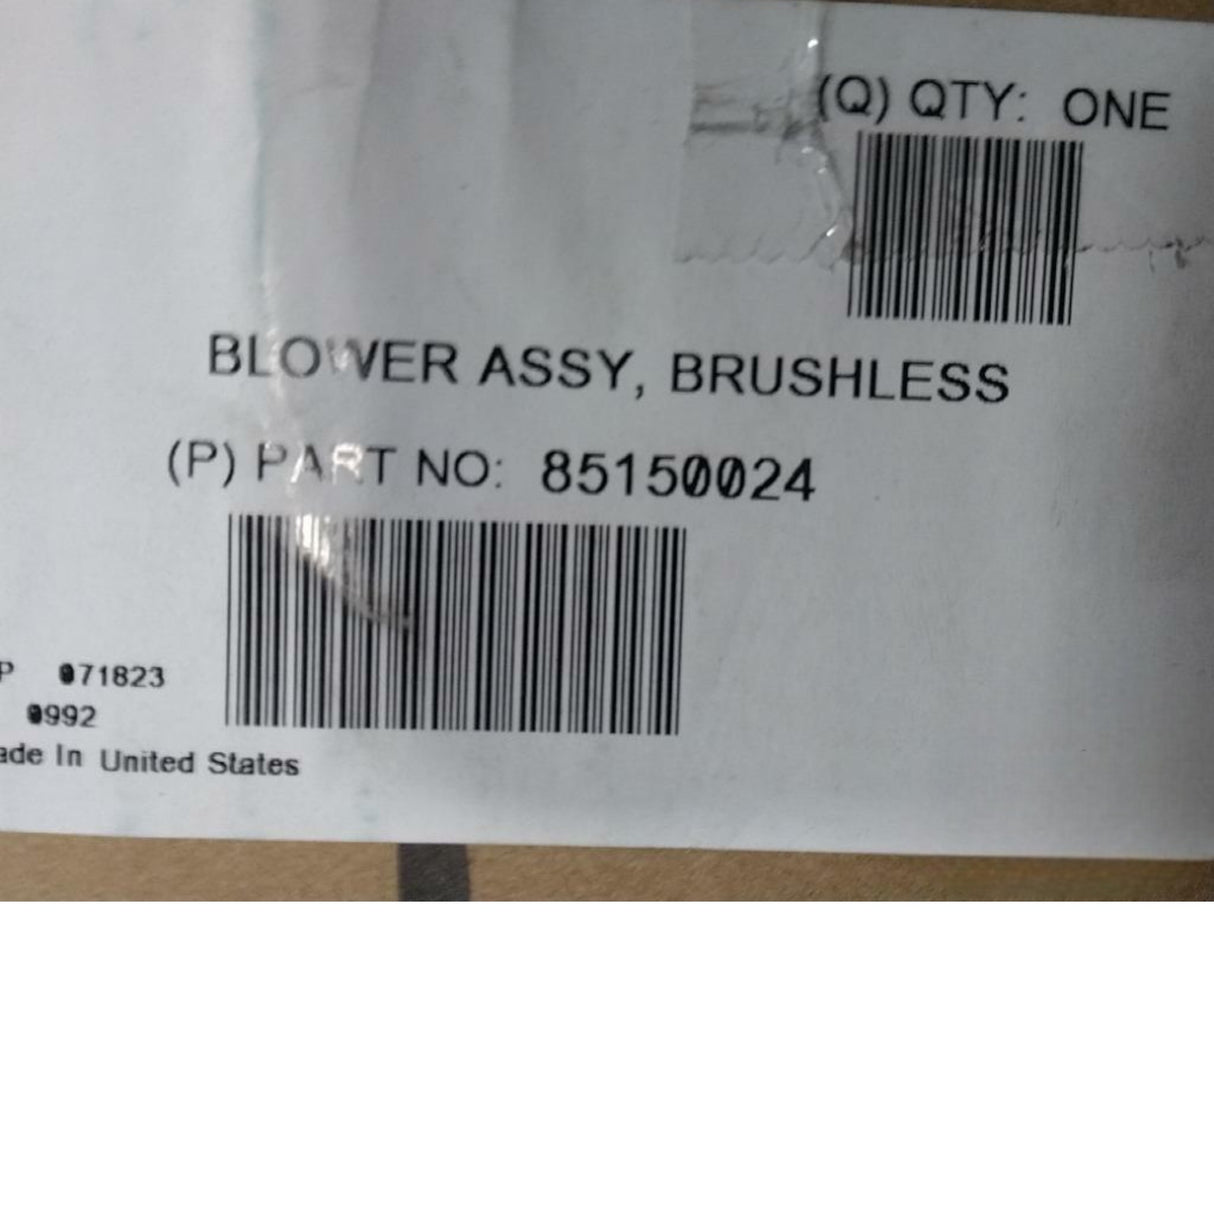 (Q) QTY: ONE
BLOWER ASSY, BRUSHLESS
(P) PART NO: 85150024
P 071823
0992
ade In United States